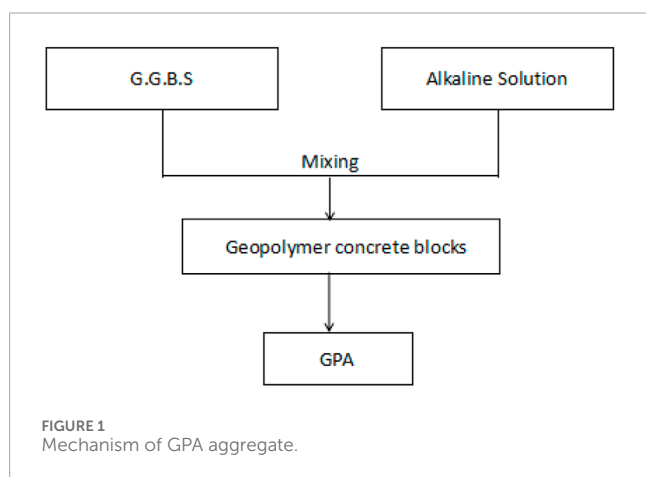 G.G.B.S
Alkaline Solution
Mixing
Geopolymer concrete blocks
GPA
FIGURE 1
Mechanism of GPA aggregate.